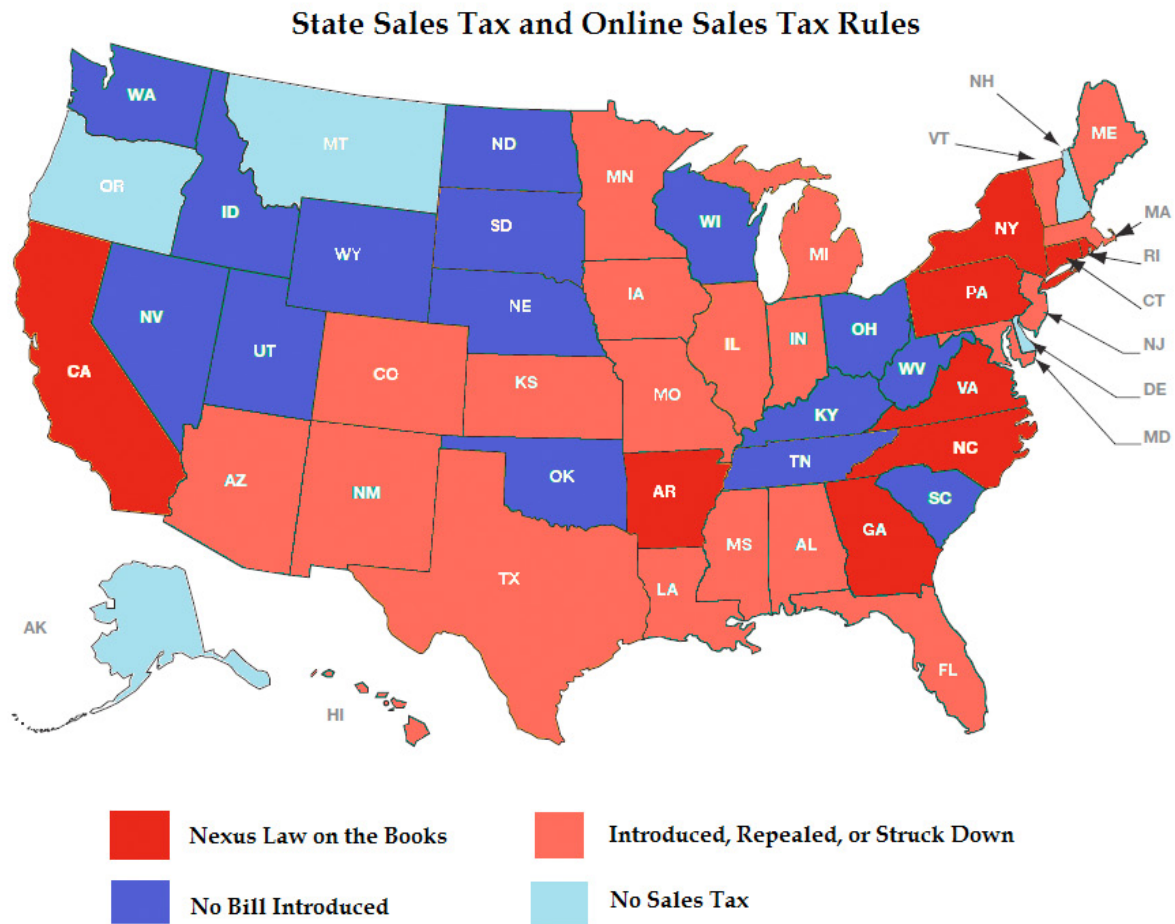 State Sales Tax and Online Sales Tax Rules
WA
MT
ND
MN
NH
VT
ME
OR
ID
SD
WI
NY
MA
WY
MI
RI
IA
PA
CT
NV
NE
NJ
UT
IL
IN
OH
DE
CA
CO
KS
MO
WV
VA
MD
KY
AZ
NM
OK
AR
TN
NC
SC
TX
MS
AL
GA
LA
AK
FL
HI
Nexus Law on the Books
Introduced, Repealed, or Struck Down
No Bill Introduced
No Sales Tax